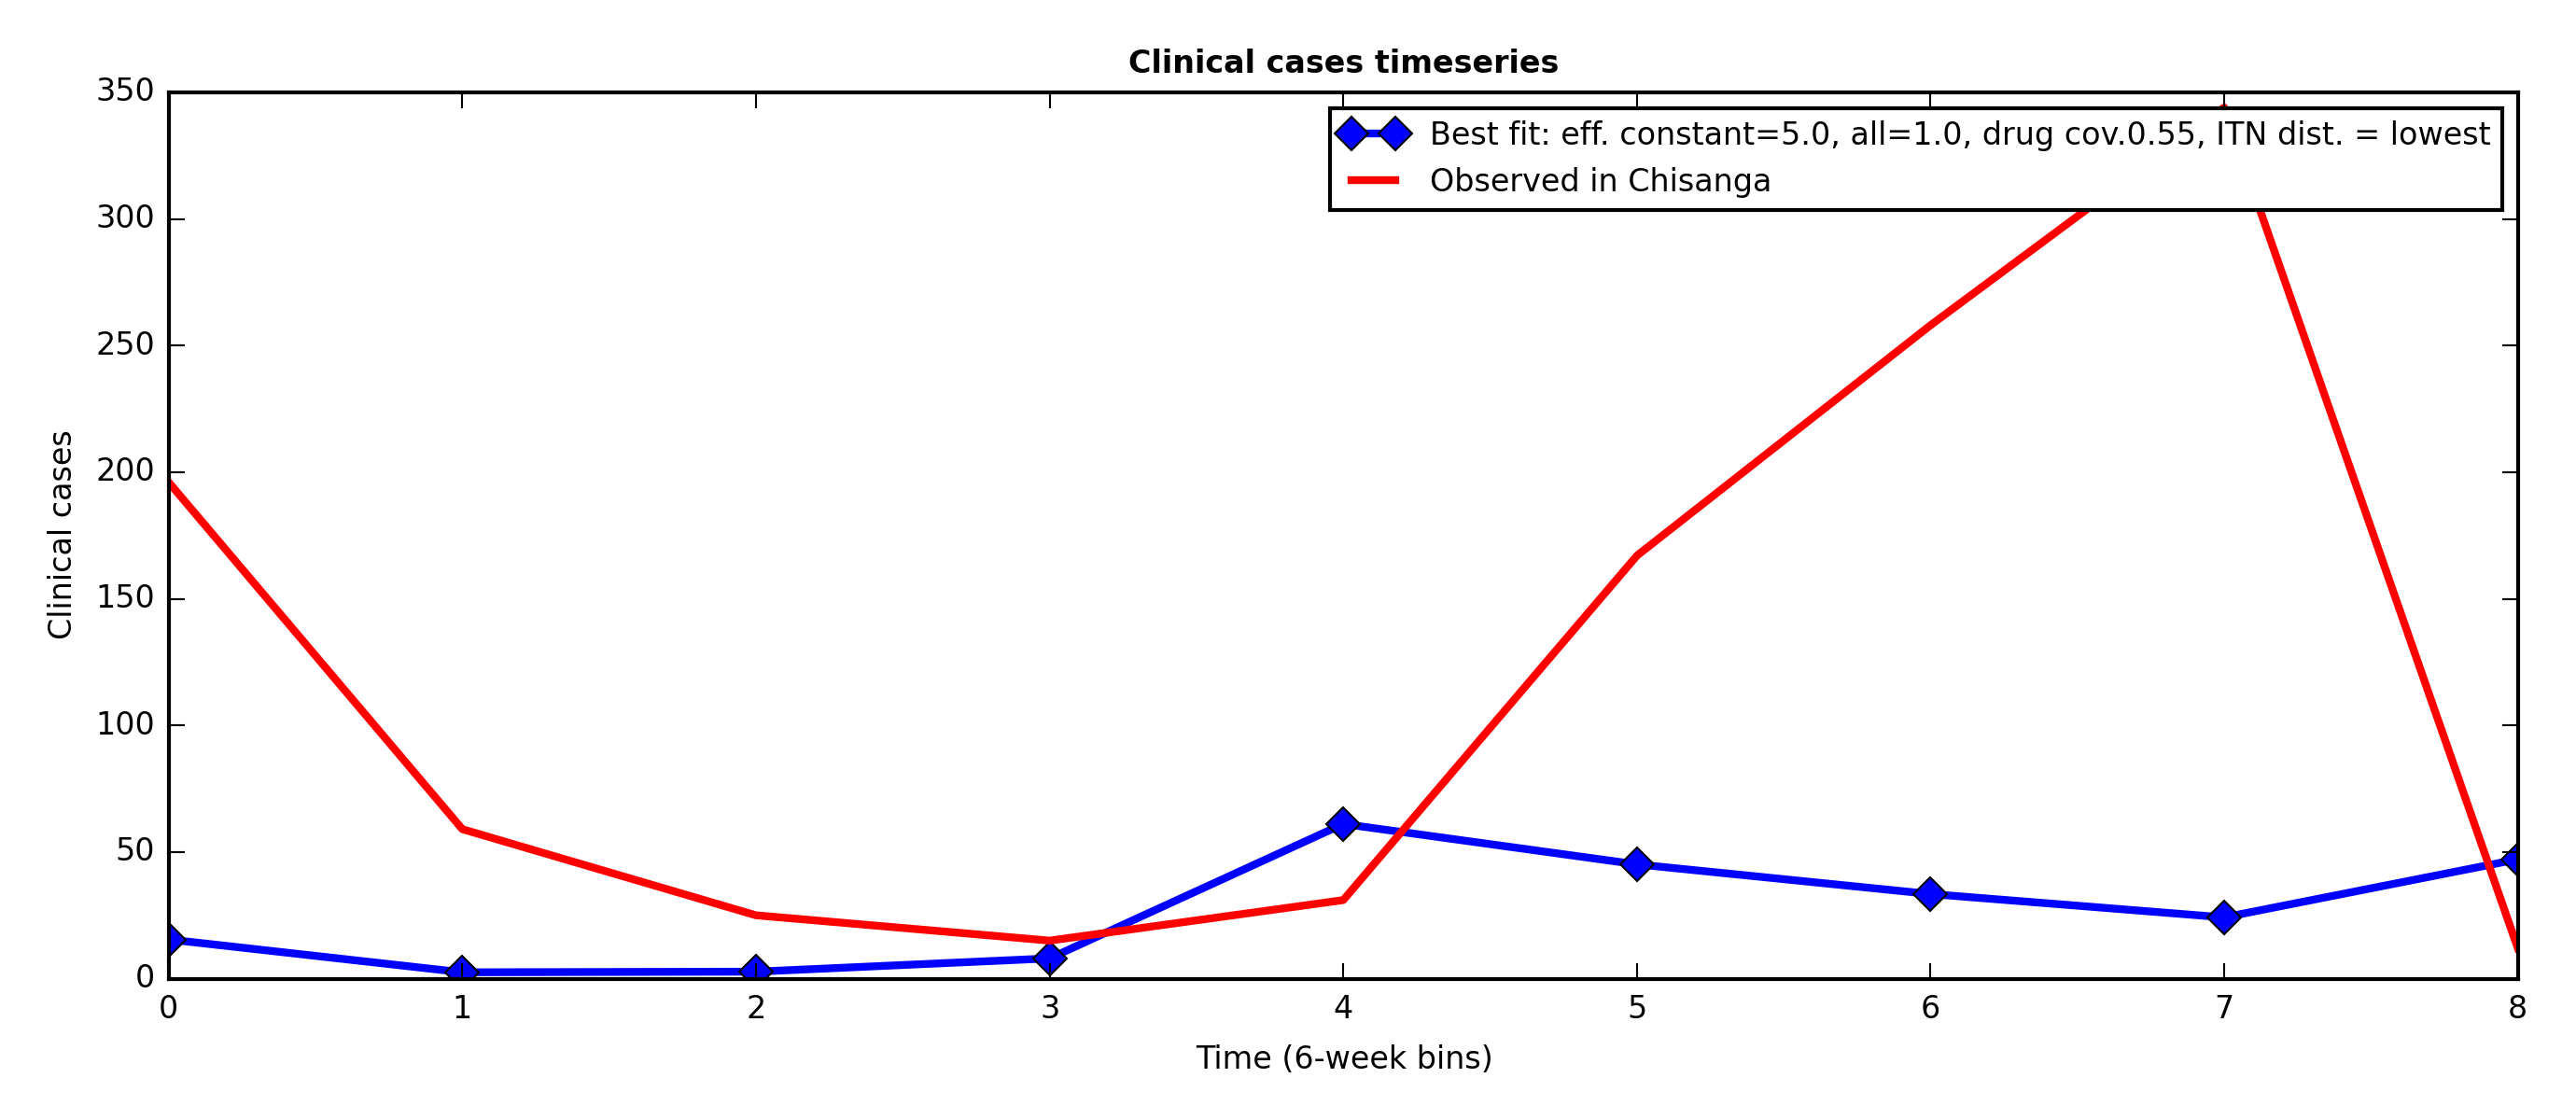 Clinical cases timeseries
350
300
250
200
150
100
50
0
Clinical cases
Best fit: eff. constant=5.0, all=1.0, drug cov.0.55, ITN dist. = lowest
Observed in Chisanga
0 1 2 3 4 5 6 7 8
Time (6-week bins)